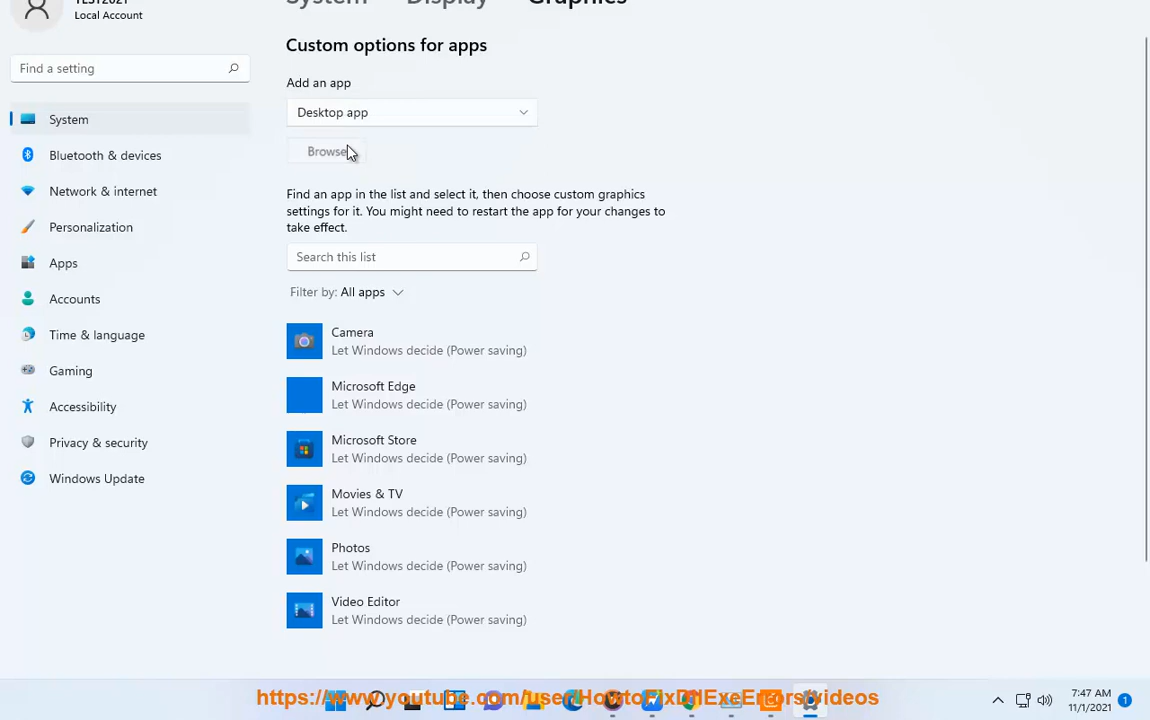 TEST2021
Local Account
System Display Graphics
Custom options for apps
Find a setting
Add an app
Desktop app
System
Bluetooth & devices
Browse
Network & internet
Find an app in the list and select it, then choose custom graphics
settings for it. You might need to restart the app for your changes to
take effect.
Personalization
Search this list
Apps
Filter by: All apps
Accounts
Time & language
Camera
Let Windows decide (Power saving)
Gaming
Microsoft Edge
Let Windows decide (Power saving)
Accessibility
Microsoft Store
Let Windows decide (Power saving)
Privacy & security
Windows Update
Movies & TV
Let Windows decide (Power saving)
Photos
Let Windows decide (Power saving)
Video Editor
Let Windows decide (Power saving)
https://www.youtube.com/user/HowtoFixDllExeErrors/videos
7:47 AM
11/1/2021
1